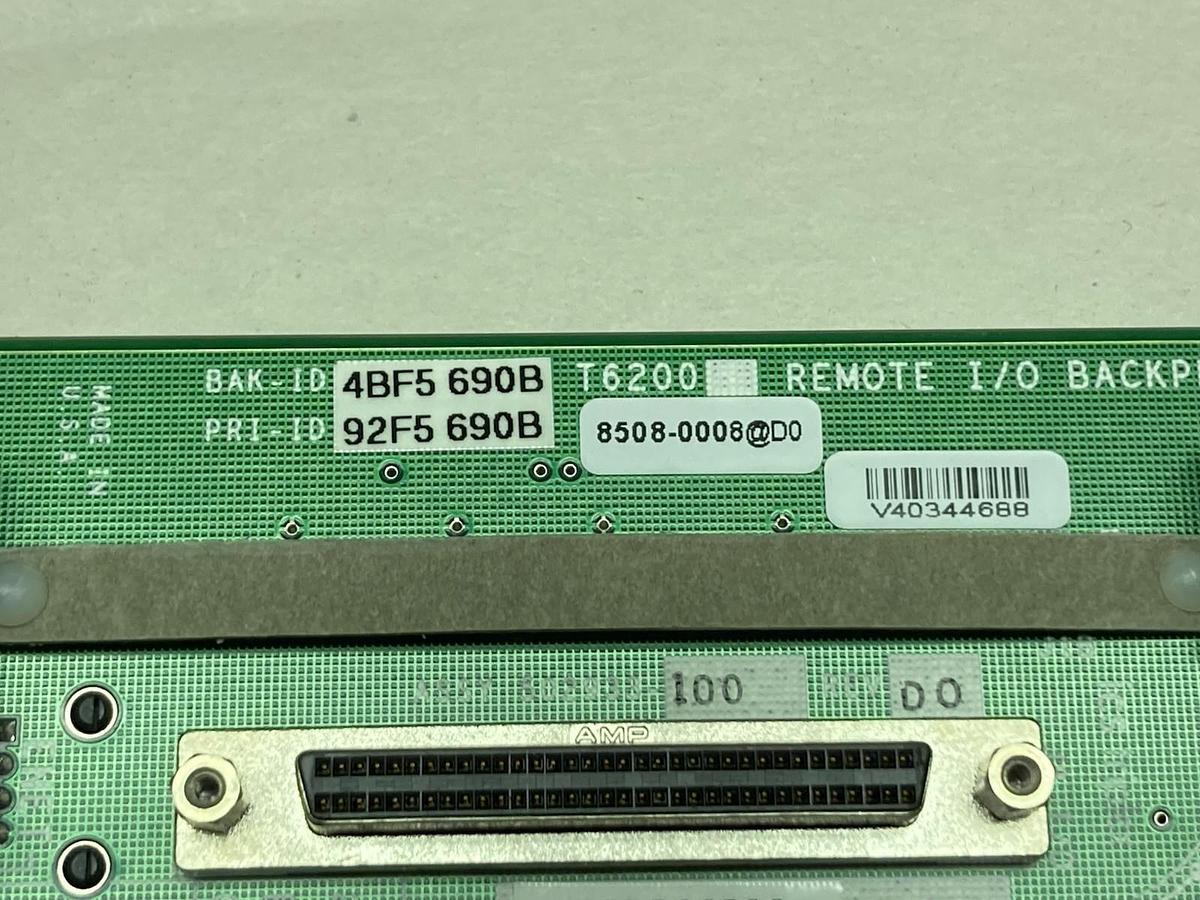 BAK-ID 4BF5 690B T6200 REMOTE I/O BACKP
PRI-ID 92F5 690B
8508-0008@D0
MADE IN
U.S.A.
V40344688
100
REV D0
AMP